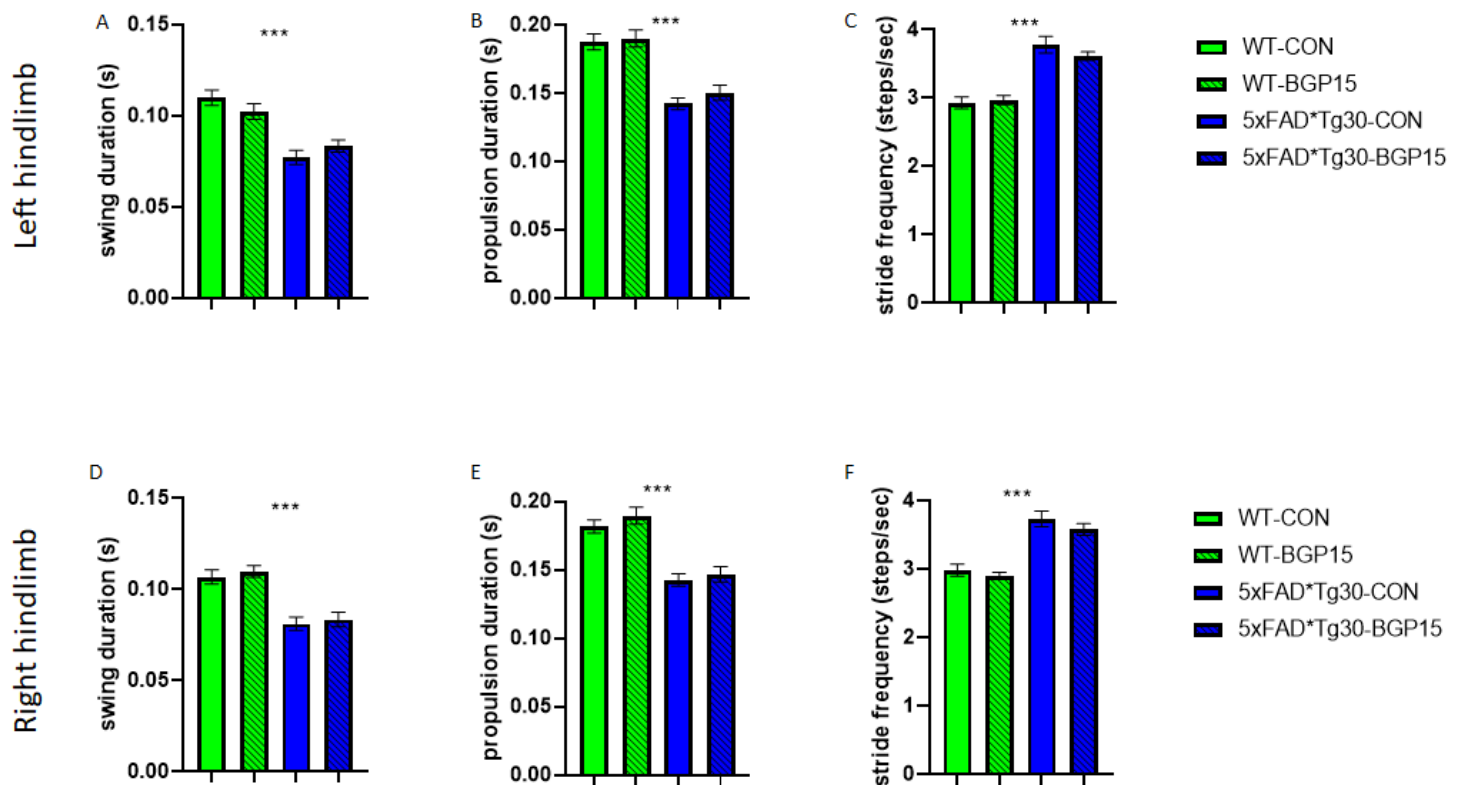 Left hindlimb
A
swing duration (s)
0.15
0.10
0.05
0.00
***
B
propulsion duration (s)
0.20
0.15
0.10
0.05
0.00
***
C
stride frequency (steps/sec)
4
3
2
1
0
***
WT-CON
WT-BGP15
5xFAD*Tg30-CON
5xFAD*Tg30-BGP15
Right hindlimb
D
swing duration (s)
0.15
0.10
0.05
0.00
***
E
propulsion duration (s)
0.20
0.15
0.10
0.05
0.00
***
F
stride frequency (steps/sec)
4
3
2
1
0
***
WT-CON
WT-BGP15
5xFAD*Tg30-CON
5xFAD*Tg30-BGP15